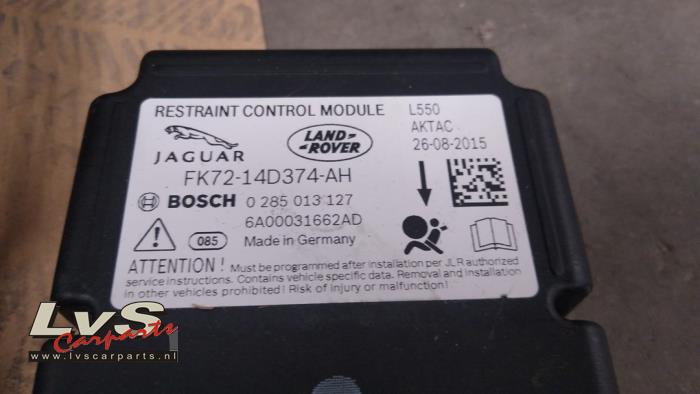 RESTRAINT CONTROL MODULE L550
AKTAC
26-08-2015
JAGUAR
LAND-
-ROVER
FK72-14D374-AH
BOSCH 0 285 013 127
6A00031662AD
085 Made in Germany
ATTENTION! Must be programmed after installation per JLR authorized
service instructions. Contains vehicle specific data. Removal and installation
in other vehicles prohibited! Risk of injury or malfunction!
LvS
Carparts
www.lvscarparts.nl